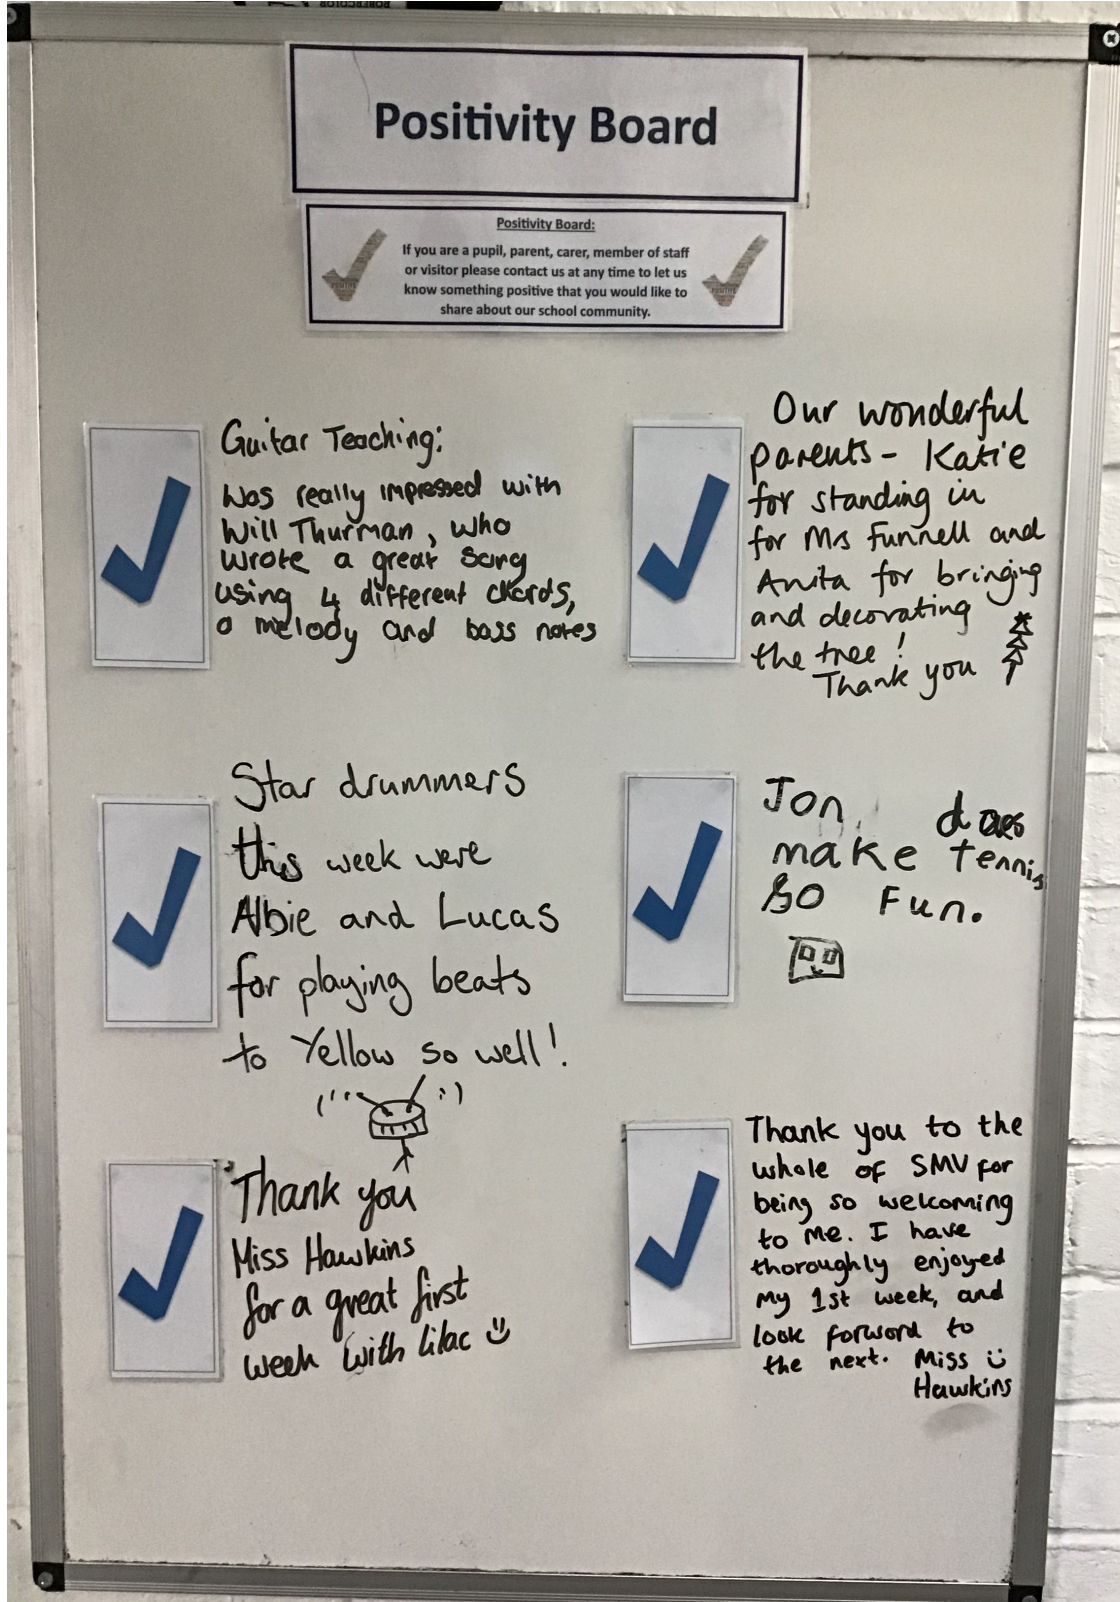 Positivity Board
Positivity Board:
If you are a pupil, parent, carer, member of staff
or visitor please contact us at any time to let us
know something positive that you would like to
share about our school community.
Guitar Teaching:
Was really impressed with
Will Thurman, who
wrote a great song
using 4 different chords,
a melody and bass notes
Our wonderful
parents - Katie
for standing in
for Mrs Funnell and
Anita for bringing
and decorating
the tree!
Thank you
Star drummers
this week were
Albie and Lucas
for playing beats
to Yellow so well!
Jon does
make tennis
so Fun.
Thank you
Miss Hawkins
for a great first
week with lilac
Thank you to the
whole of SMV for
being so welcoming
to me. I have
thoroughly enjoyed
my 1st week, and
look forward to
the next. Miss
Hawkins